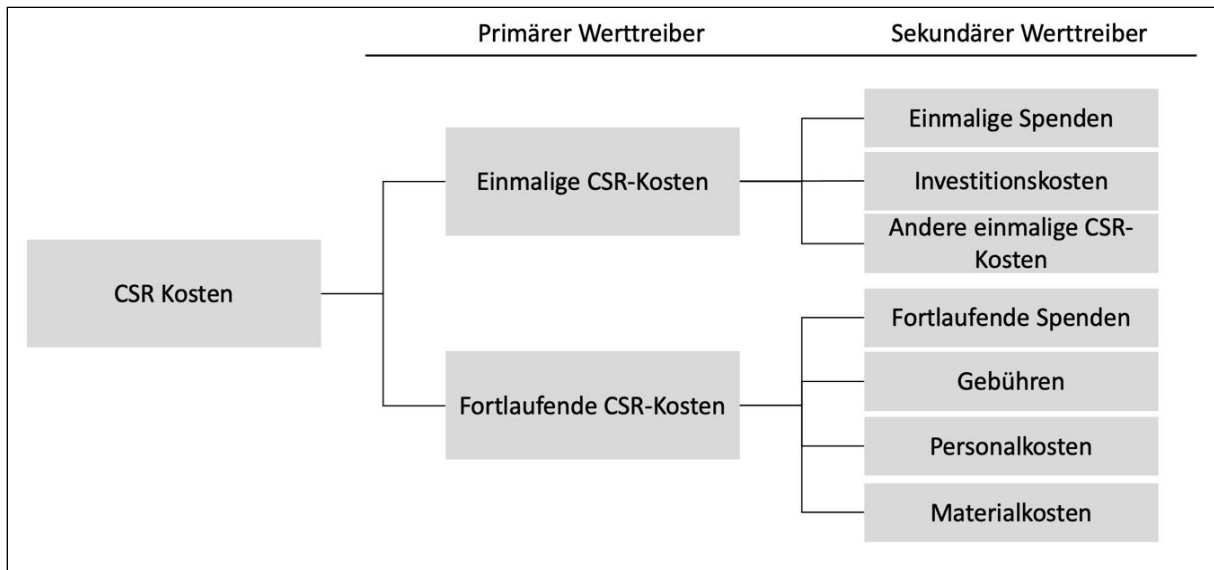 Primärer Werttreiber
Sekundärer Werttreiber
CSR Kosten
Einmalige CSR-Kosten
Einmalige Spenden
Investitionskosten
Andere einmalige CSR-
Kosten
Fortlaufende CSR-Kosten
Fortlaufende Spenden
Gebühren
Personalkosten
Materialkosten